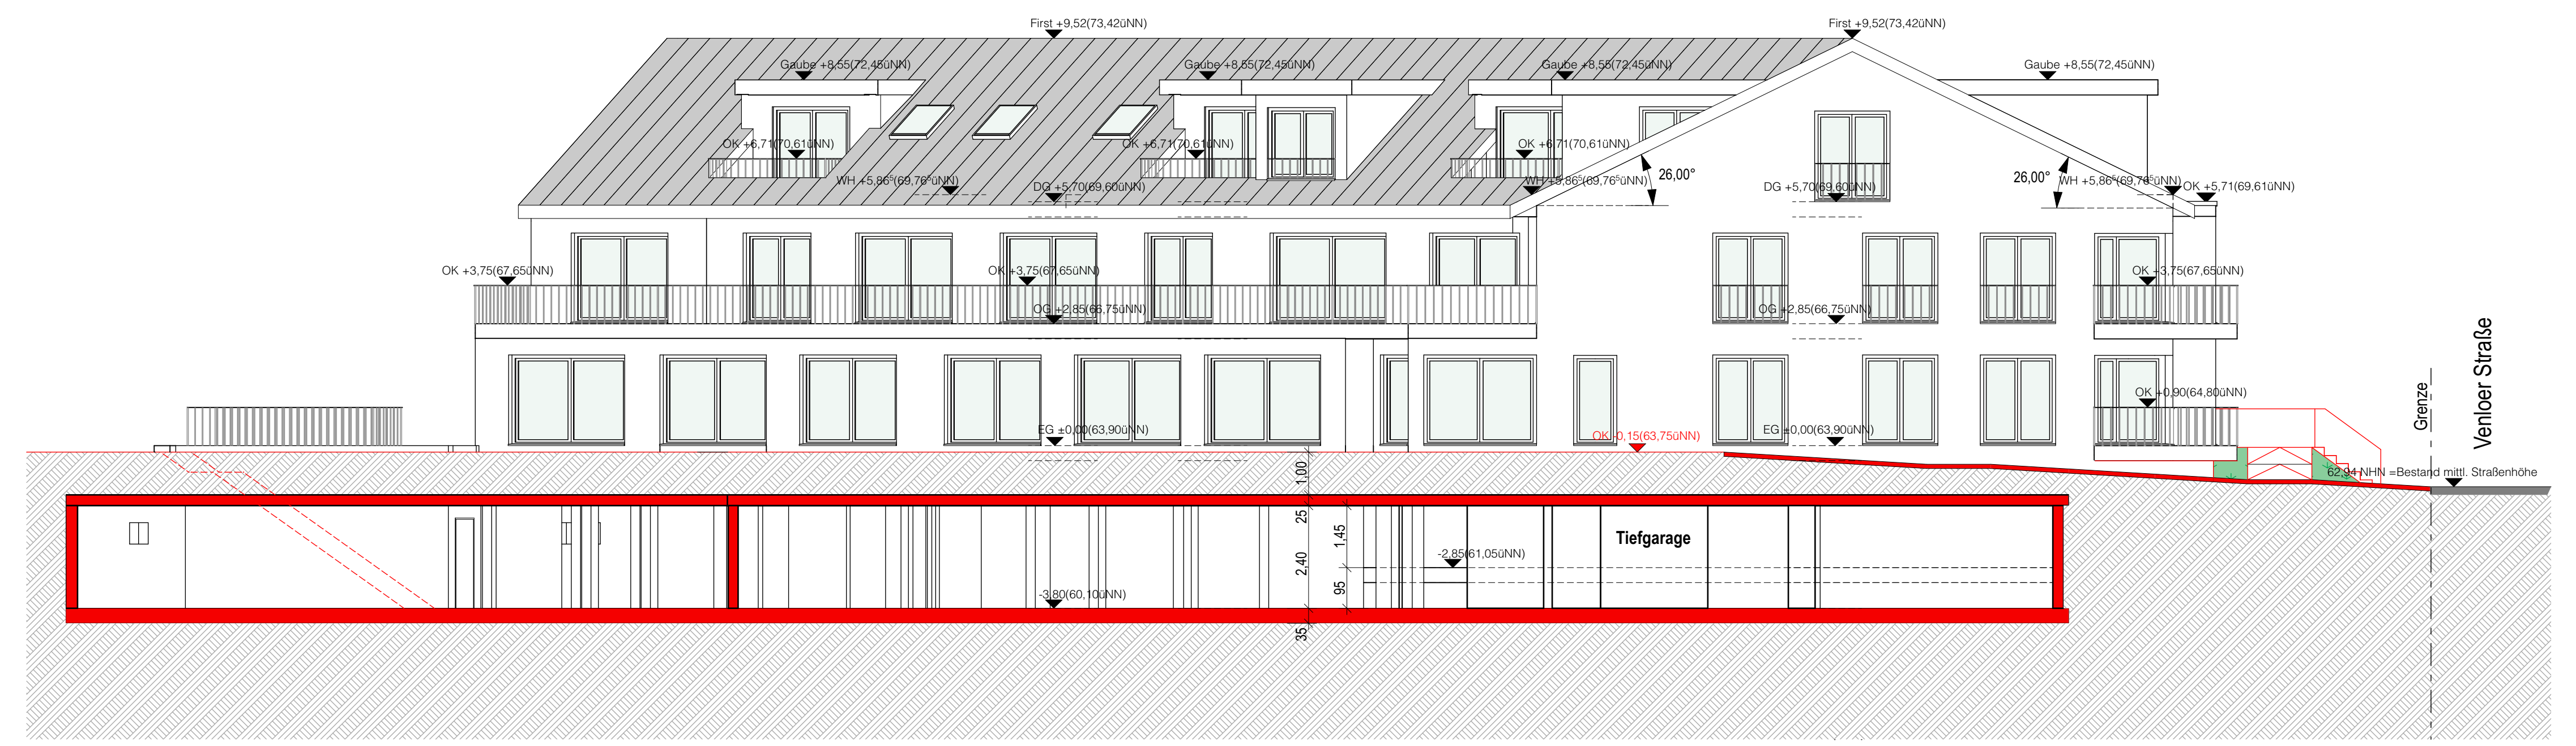 First +9,52(73,42üNN)
First +9,52(73,42üNN)
Gaube +8,55(72,45üNN)
Gaube +8,55(72,45üNN)
Gaube +8,55(72,45üNN)
Gaube +8,55(72,45üNN)
OK +6,71(70,61üNN)
OK +6,71(70,61üNN)
OK +6,71(70,61üNN)
WH +5,86⁵(69,76⁵üNN)
DG +5,70(69,60üNN)
WH +5,86⁵(69,76⁵üNN)
26,00°
DG +5,70(69,60üNN)
26,00°
WH +5,86⁵(69,76⁵üNN)
OK +5,71(69,61üNN)
OK +3,75(67,65üNN)
OK +3,75(67,65üNN)
OK +3,75(67,65üNN)
OG +2,85(66,75üNN)
OG +2,85(66,75üNN)
OK +0,90(64,80üNN)
EG ±0,00(63,90üNN)
OK -0,15(63,75üNN)
EG ±0,00(63,90üNN)
Grenze
Venloer Straße
62,94 NHN =Bestand mittl. Straßenhöhe
1,00
25
2,40
35
1,45
95
-2,85(61,05üNN)
Tiefgarage
-3,80(60,10üNN)